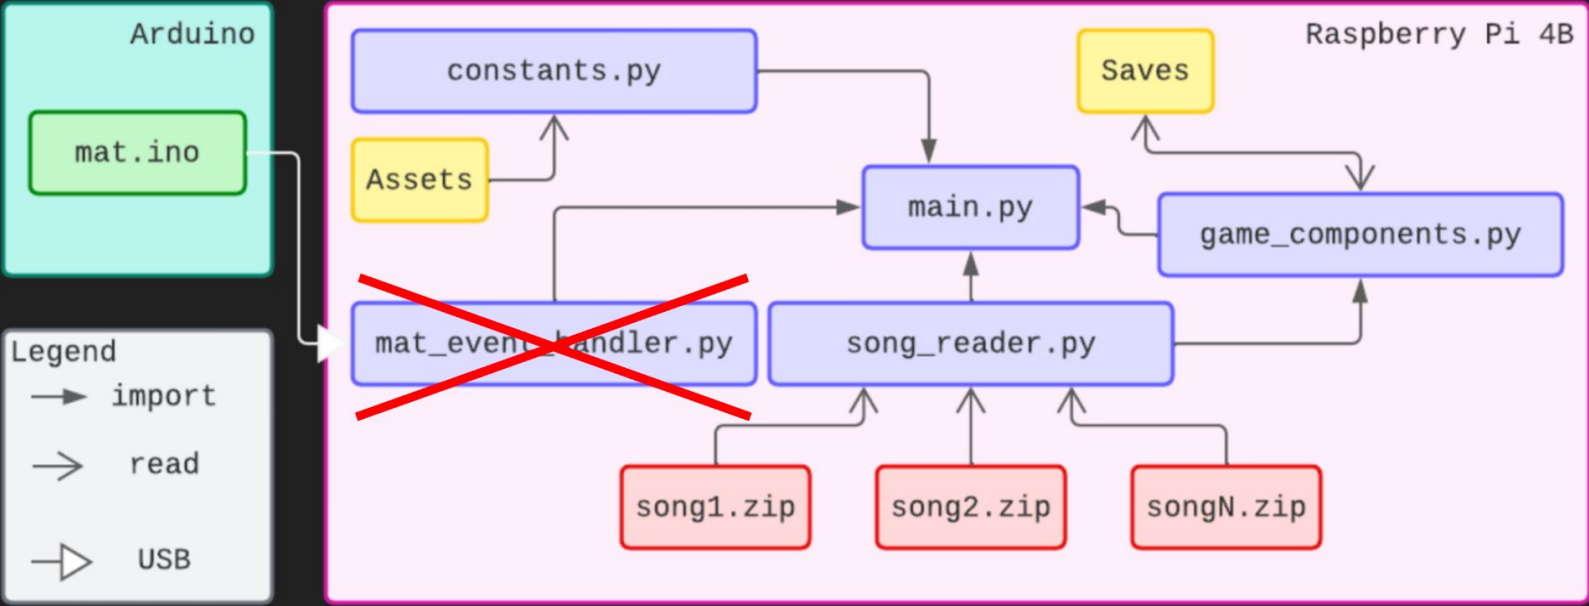 Arduino
mat.ino
Legend
import
read
USB
Raspberry Pi 4B
constants.py
Saves
Assets
main.py
game_components.py
mat_event_handler.py
song_reader.py
song1.zip
song2.zip
songN.zip